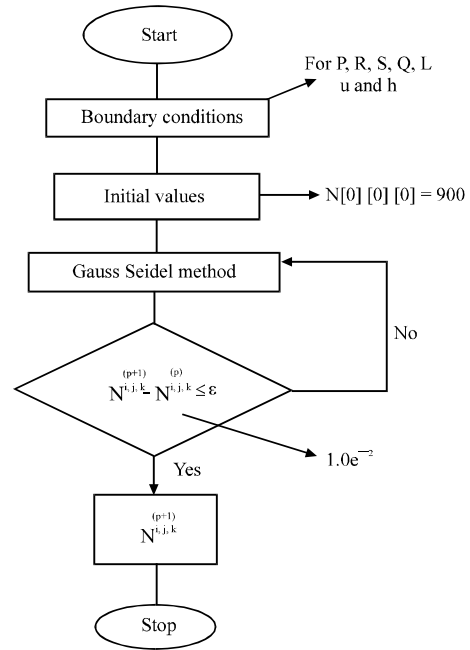 Start
For P, R, S, Q, L
u and h
Boundary conditions
Initial values
N[0] [0] [0] = 900
Gauss Seidel method
No
N^{(p+1)}_{i, j, k} - N^{(p)}_{i, j, k} ≤ ε
1.0e^{–2}
Yes
N^{(p+1)}_{i, j, k}
Stop